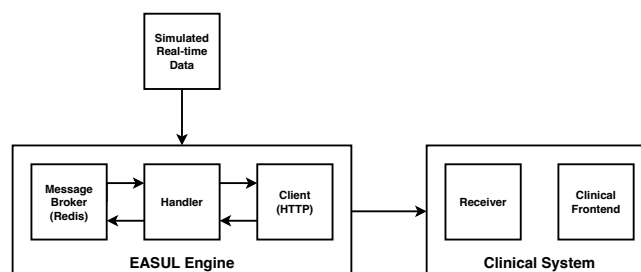 Simulated
Real-time
Data
Message
Broker
(Redis)
Handler
Client
(HTTP)
EASUL Engine
Receiver
Clinical
Frontend
Clinical System